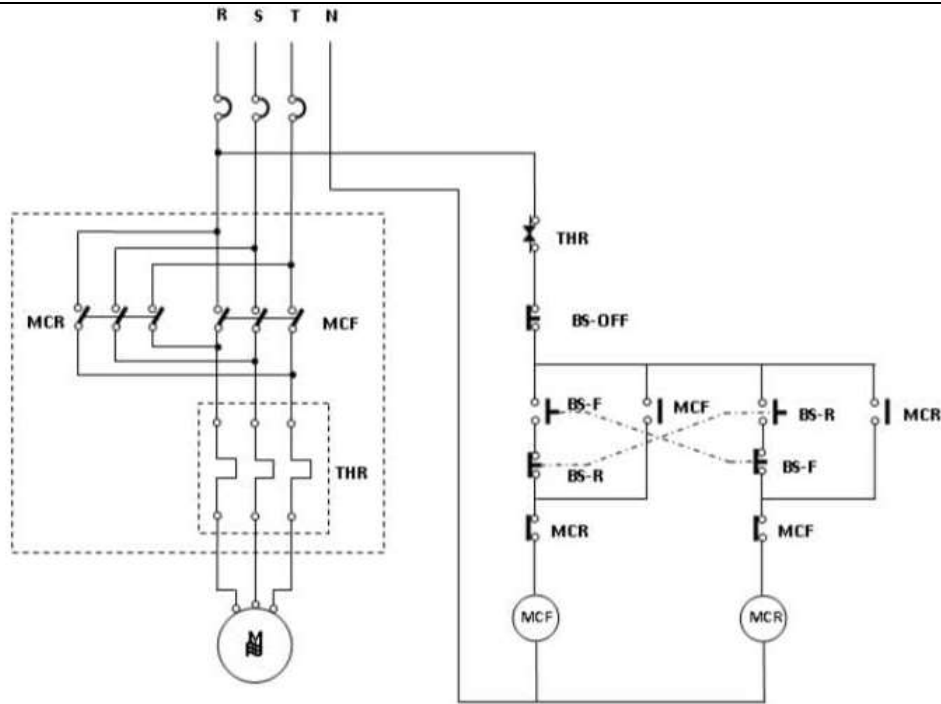 R S T N
THR
BS-OFF
MCR
MCF
BS-F
MCF
BS-R
MCR
THR
BS-R
BS-F
MCR
MCF
MCF
MCR
M